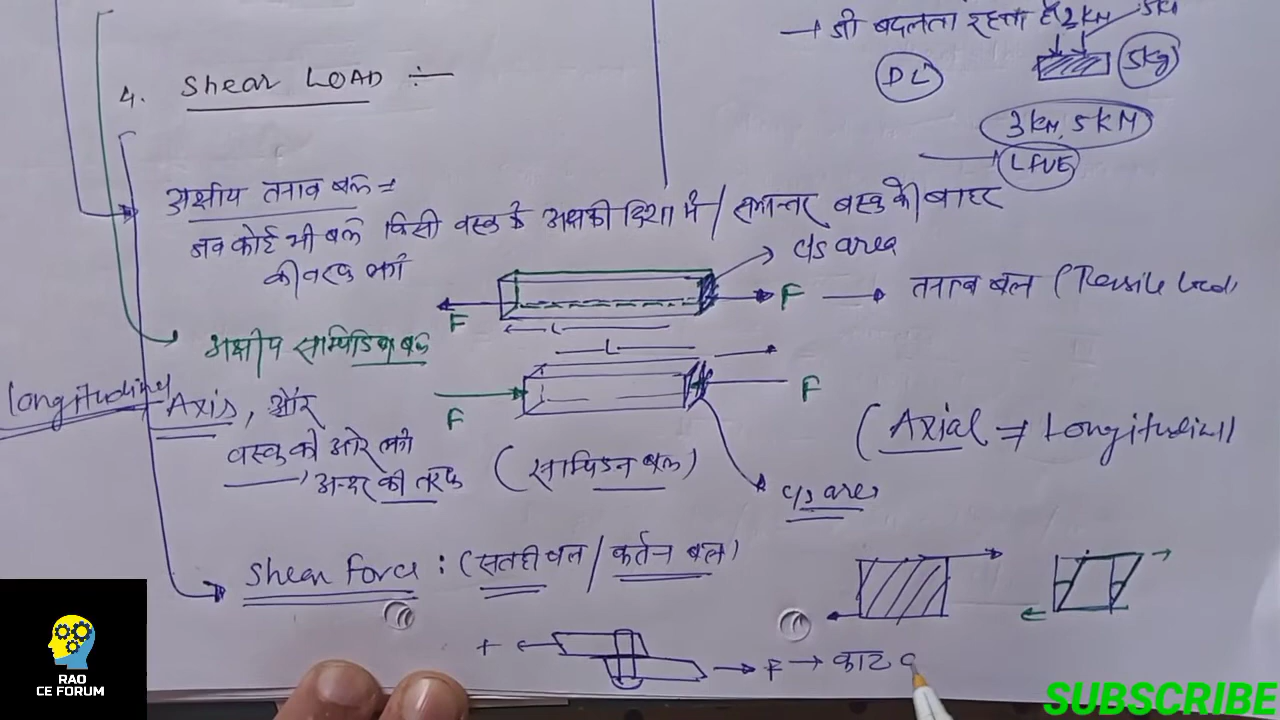 → जो बदलता रहता है 2KN 5KN
DL 5kg
3KN, 5KN
LIVE
4. Shear LOAD ÷
अक्षीय तनाव बल =
जब कोई भी बल किसी वस्तु के अक्ष की दिशा में / समान्तर वस्तु के बाहर
की तरफ लगे
c/s area
F F → तनाव बल (Tensile load)
L
अक्षीय सम्पिडिन बल
L
F F
Longitudinal Axis, और
वस्तु की ओर लगे
अन्दर की तरफ (सम्पिडन बल)
(Axial = Longitudinal)
c/s area
Shear Force : (सतही बल / कर्तन बल)
F → काट
RAO
CE FORUM
SUBSCRIBE